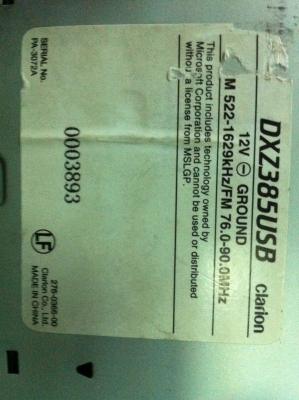 DXZ385USB clarion
12V ⊖ GROUND
M 522-1629kHz/FM 76.0-90.0MHz
This product includes technology owned by
Microsoft Corporation and cannot be used or distributed
without a license from MSLGP.
0003893
SERIAL No.
PA-3072A
LF
276-0366-00
Clarion Co., Ltd.
MADE IN CHINA